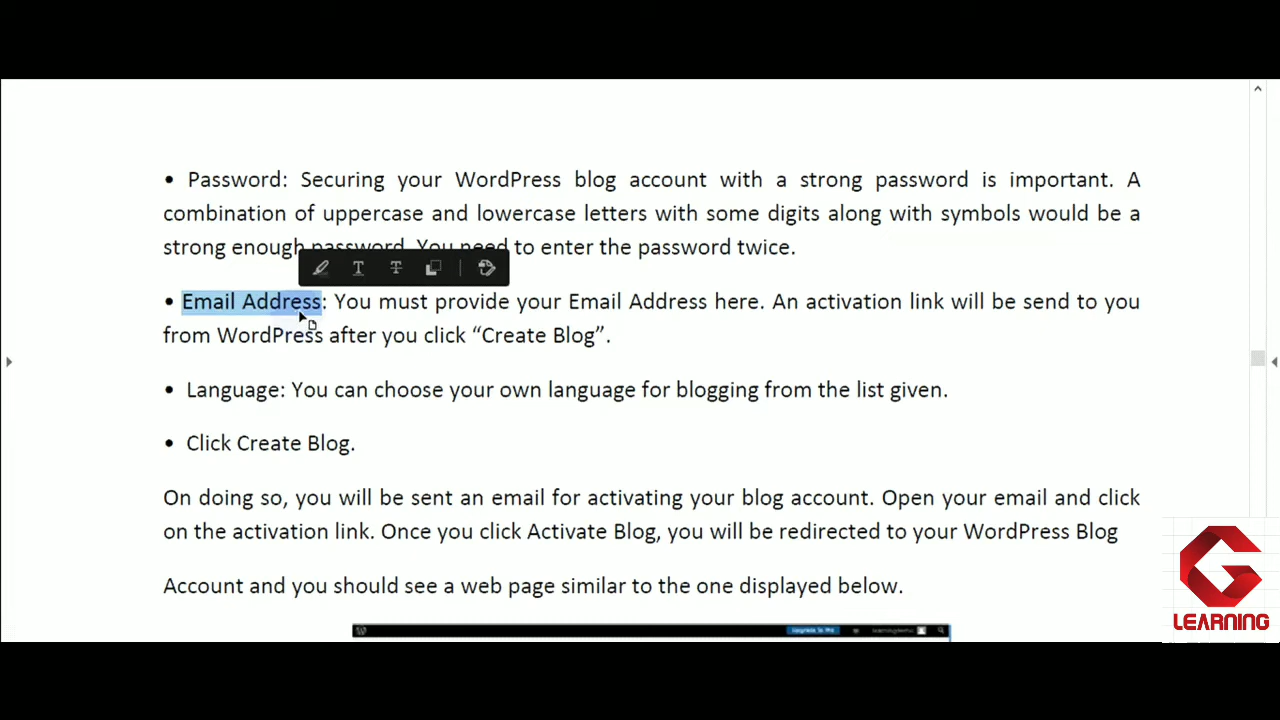 • Password: Securing your WordPress blog account with a strong password is important. A
combination of uppercase and lowercase letters with some digits along with symbols would be a
strong enough password. You need to enter the password twice.
• Email Address: You must provide your Email Address here. An activation link will be send to you
from WordPress after you click “Create Blog”.
• Language: You can choose your own language for blogging from the list given.
• Click Create Blog.
On doing so, you will be sent an email for activating your blog account. Open your email and click
on the activation link. Once you click Activate Blog, you will be redirected to your WordPress Blog
Account and you should see a web page similar to the one displayed below.
Upgrade To Pro
LEARNING